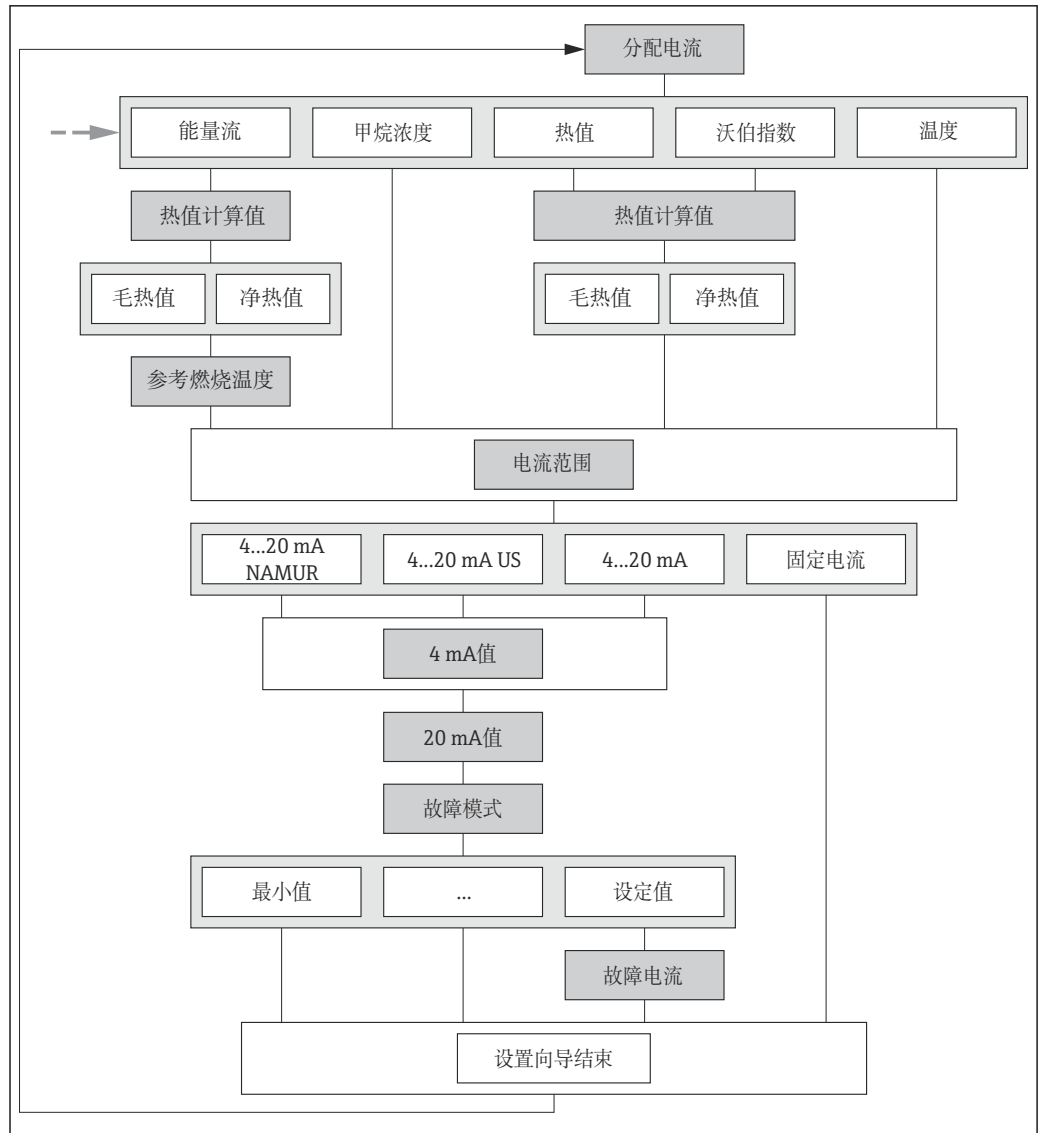 分配电流
能量流
甲烷浓度
热值
沃伯指数
温度
热值计算值
热值计算值
毛热值
净热值
毛热值
净热值
参考燃烧温度
电流范围
4...20 mA
NAMUR
4...20 mA US
4...20 mA
固定电流
4 mA值
20 mA值
故障模式
最小值
...
设定值
故障电流
设置向导结束